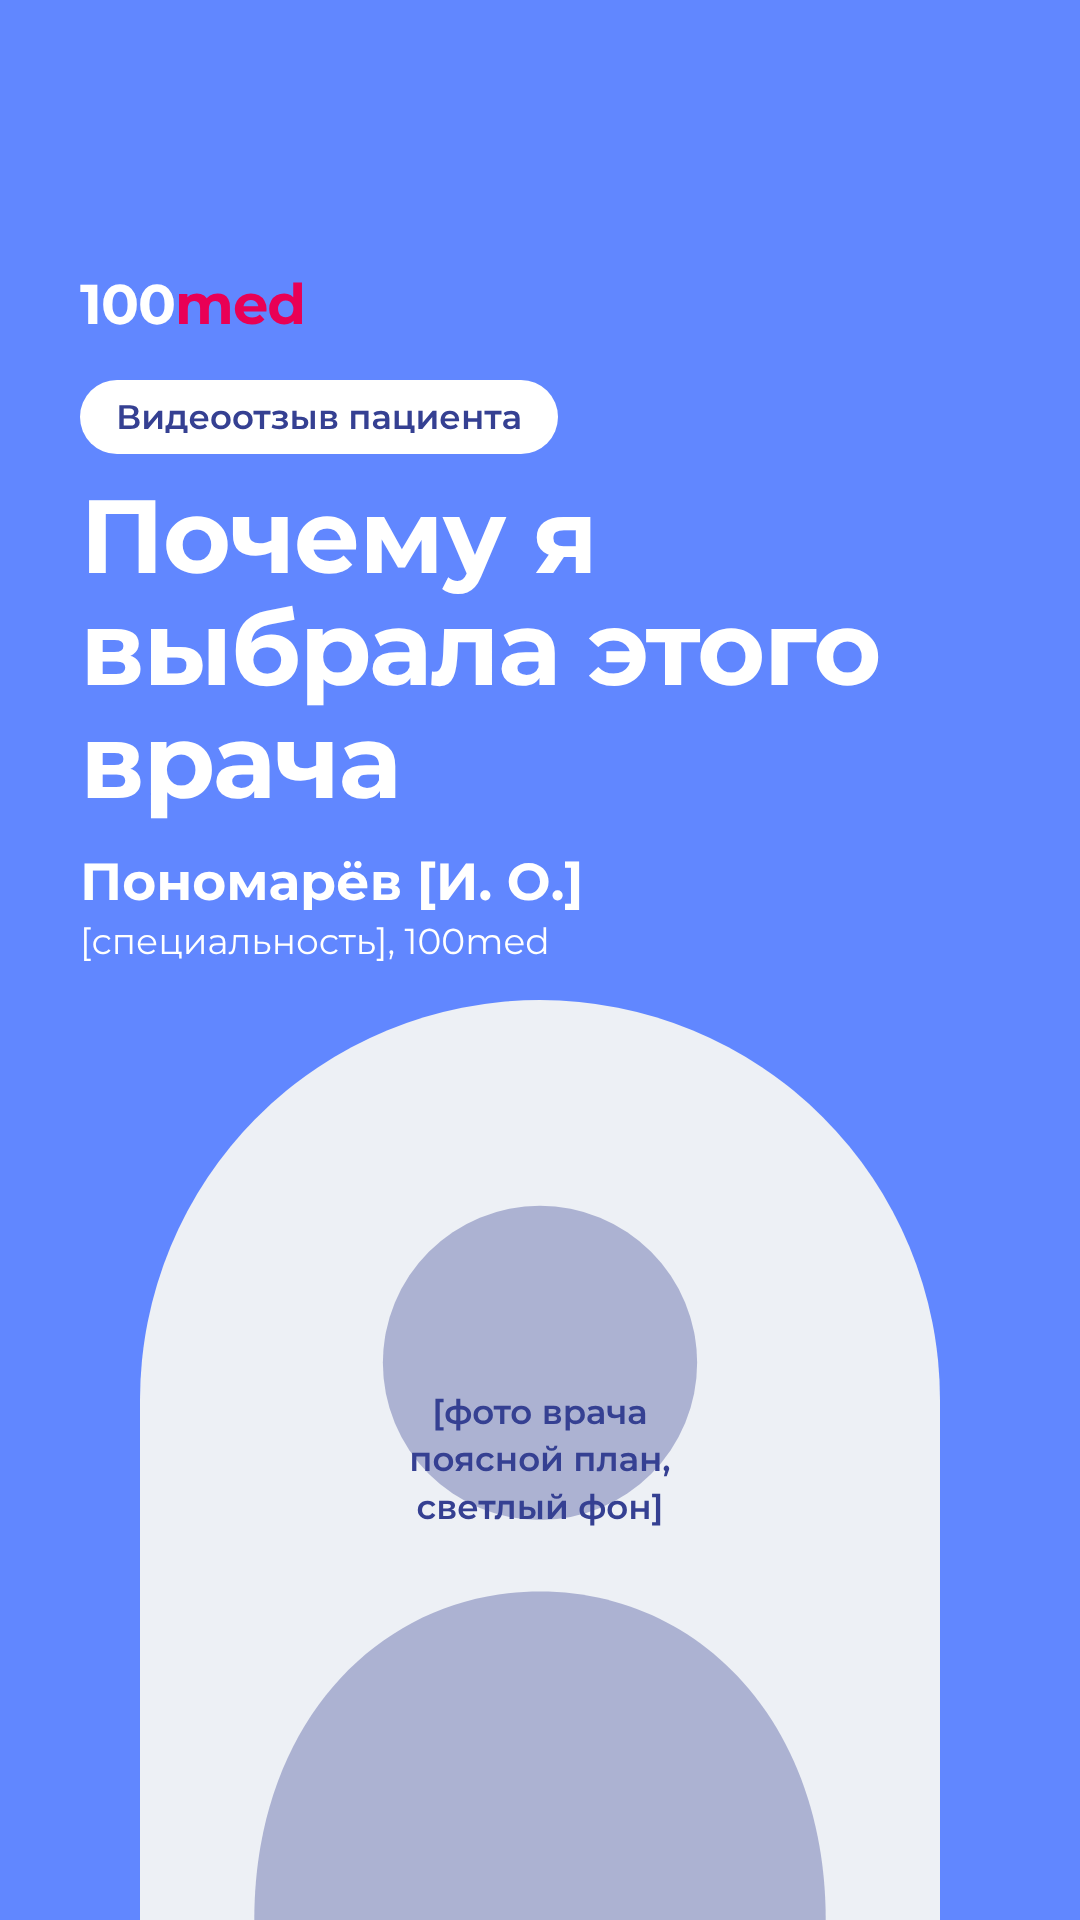 100med
Видеоотзыв пациента
Почему я
выбрала этого
врача
Пономарёв [И. О.]
[специальность], 100med
[фото врача
поясной план,
светлый фон]